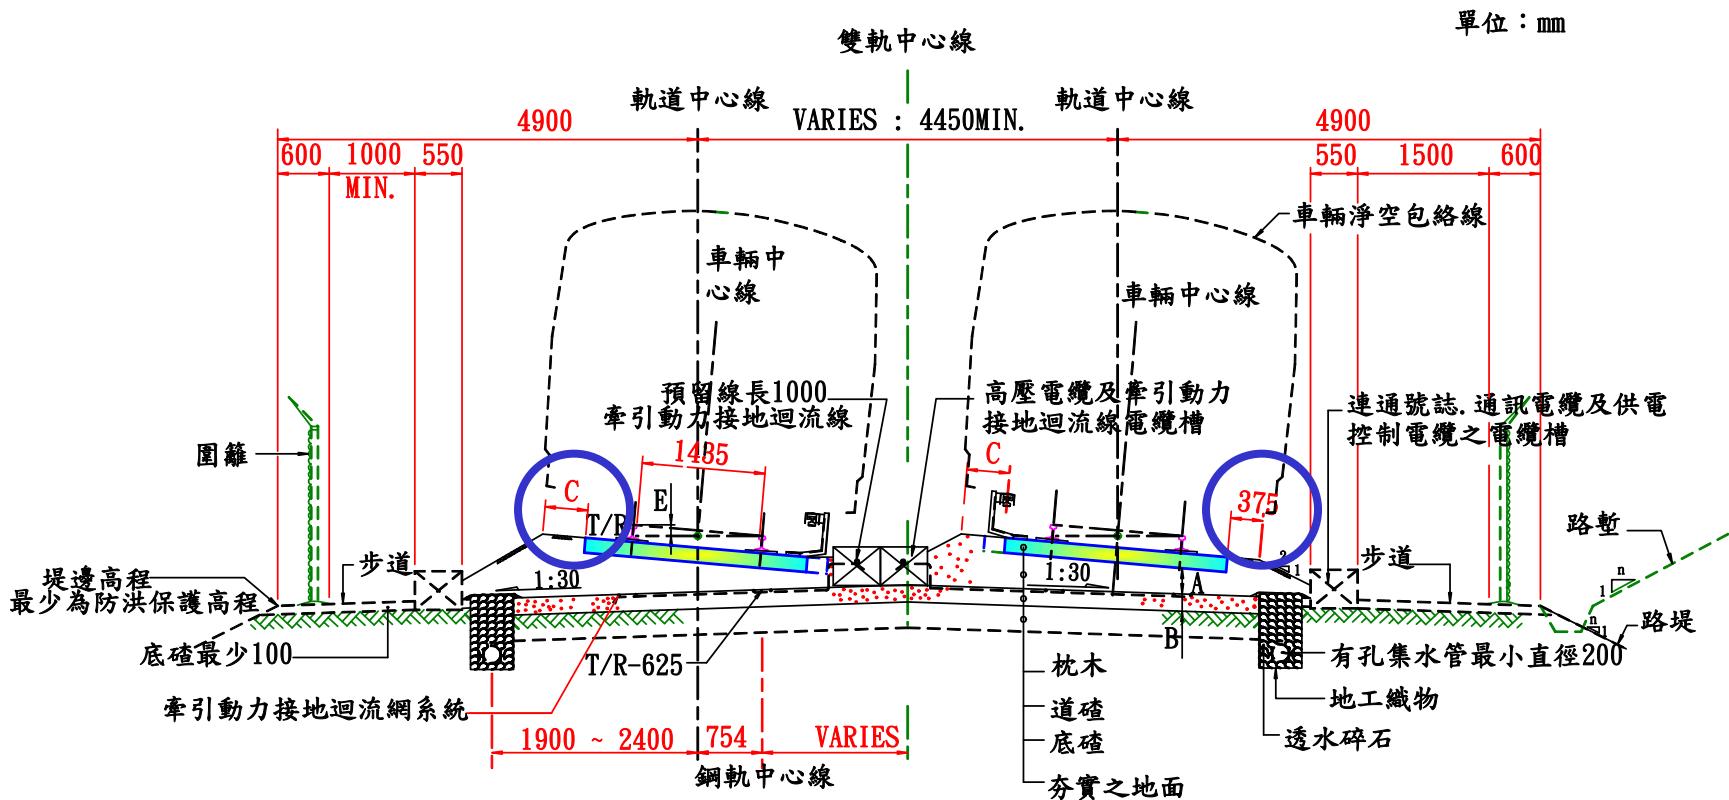 單位：mm
雙軌中心線
軌道中心線
軌道中心線
4900
VARIES : 4450MIN.
4900
600
1000
MIN.
550
550
1500
600
車輛淨空包絡線
車輛中
心線
車輛中心線
預留線長1000
牽引動力接地迴流線
高壓電纜及牽引動力
接地迴流線電纜槽
連通號誌.通訊電纜及供電
控制電纜之電纜槽
圍籬
1435
C
C
375
E
T/R
路塹
步道
步道
堤邊高程
最少為防洪保護高程
1:30
1:30
A
B
n
1
n
1
路堤
底碴最少100
T/R-625
枕木
有孔集水管最小直徑200
牽引動力接地迴流網系統
道碴
地工織物
底碴
透水碎石
1900 ~ 2400
754
VARIES
鋼軌中心線
夯實之地面